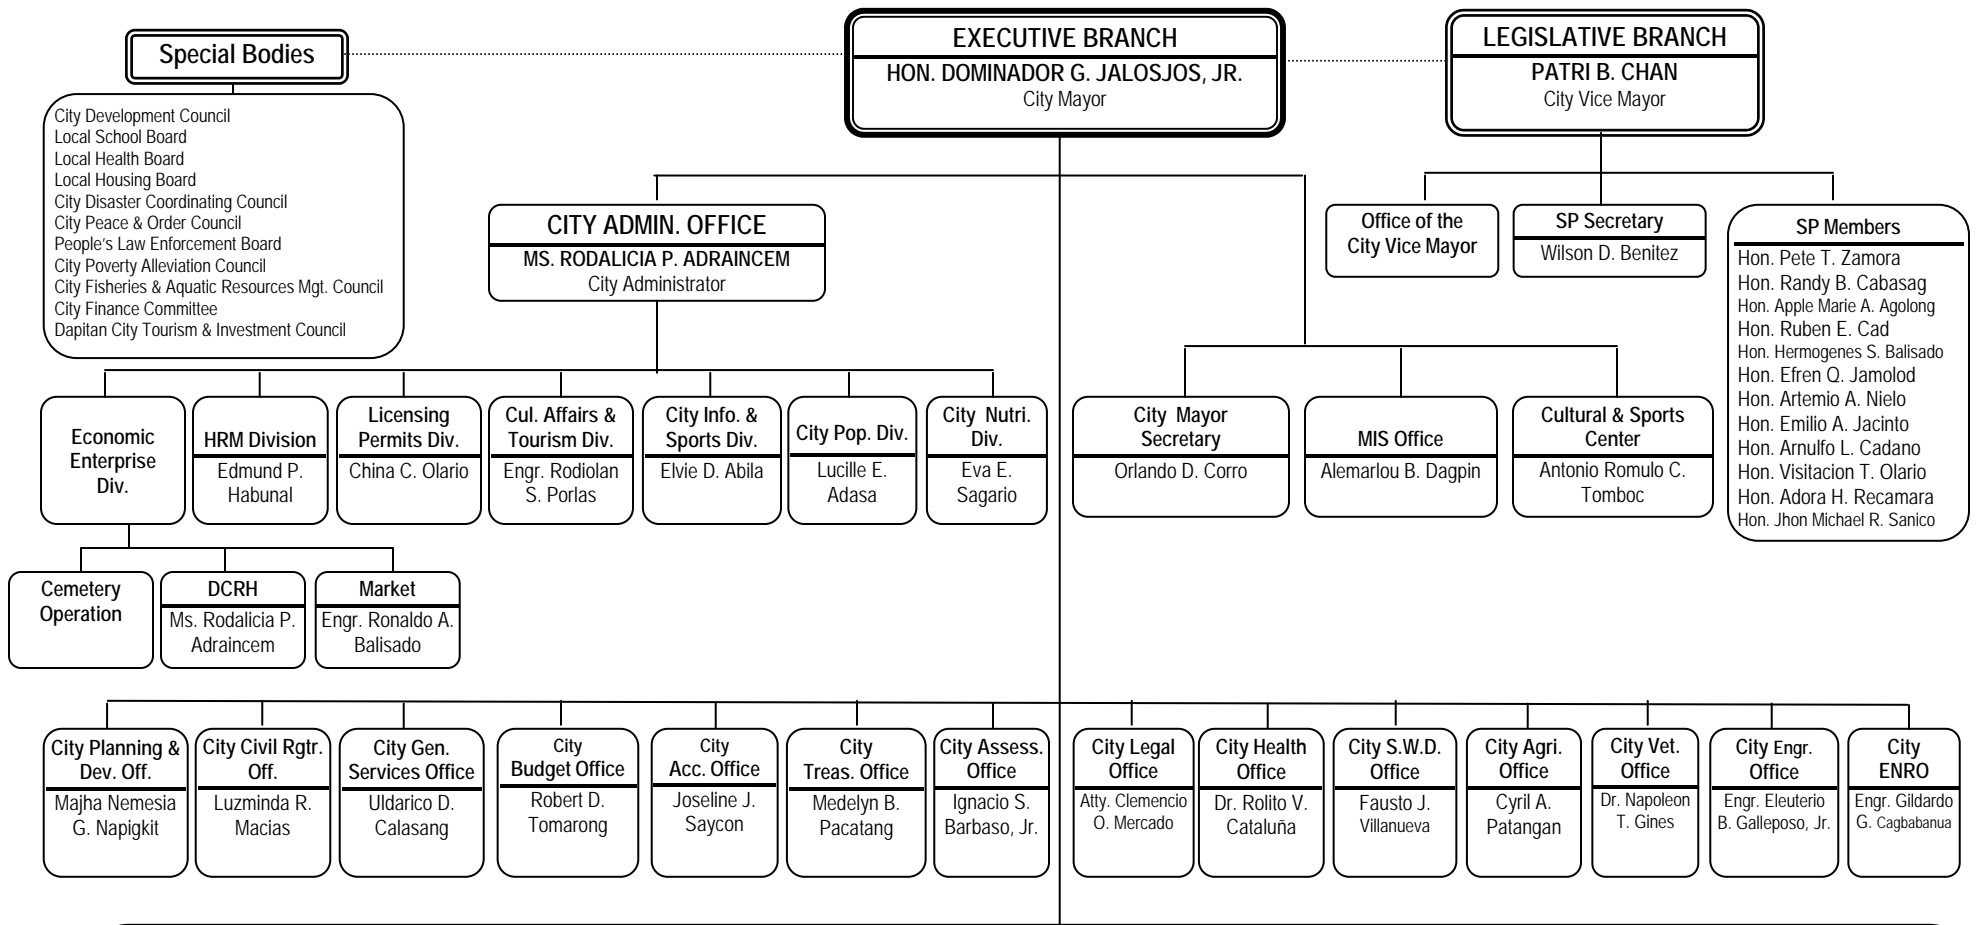 Special Bodies
EXECUTIVE BRANCH
HON. DOMINADOR G. JALOSJOS, JR.
City Mayor
LEGISLATIVE BRANCH
PATRI B. CHAN
City Vice Mayor
City Development Council
Local School Board
Local Health Board
Local Housing Board
City Disaster Coordinating Council
City Peace & Order Council
People's Law Enforcement Board
City Poverty Alleviation Council
City Fisheries & Aquatic Resources Mgt. Council
City Finance Committee
Dapitan City Tourism & Investment Council
CITY ADMIN. OFFICE
MS. RODALICIA P. ADRAINCEM
City Administrator
Office of the
City Vice Mayor
SP Secretary
Wilson D. Benitez
SP Members
Hon. Pete T. Zamora
Hon. Randy B. Cabasag
Hon. Apple Marie A. Agolong
Hon. Ruben E. Cad
Hon. Hermogenes S. Balisado
Hon. Efren Q. Jamolod
Hon. Artemio A. Nielo
Hon. Emilio A. Jacinto
Hon. Arnulfo L. Cadano
Hon. Visitacion T. Olario
Hon. Adora H. Recamara
Hon. Jhon Michael R. Sanico
Economic
Enterprise
Div.
HRM Division
Edmund P.
Habunal
Licensing
Permits Div.
China C. Olario
Cul. Affairs &
Tourism Div.
Engr. Rodiolan
S. Porlas
City Info. &
Sports Div.
Elvie D. Abila
City Pop. Div.
Lucille E.
Adasa
City Nutri.
Div.
Eva E.
Sagario
City Mayor
Secretary
Orlando D. Corro
MIS Office
Alemarlou B. Dagpin
Cultural & Sports
Center
Antonio Romulo C.
Tomboc
Cemetery
Operation
DCRH
Ms. Rodalicia P.
Adraincem
Market
Engr. Ronaldo A.
Balisado
City Planning &
Dev. Off.
Majha Nemesia
G. Napigkit
City Civil Rgtr.
Off.
Luzminda R.
Macias
City Gen.
Services Office
Uldarico D.
Calasang
City
Budget Office
Robert D.
Tomarong
City
Acc. Office
Joseline J.
Saycon
City
Treas. Office
Medelyn B.
Pacatang
City Assess.
Office
Ignacio S.
Barbaso, Jr.
City Legal
Office
Atty. Clemencio
O. Mercado
City Health
Office
Dr. Rolito V.
Cataluña
City S.W.D.
Office
Fausto J.
Villanueva
City Agri.
Office
Cyril A.
Patangan
City Vet.
Office
Dr. Napoleon
T. Gines
City Engr.
Office
Engr. Eleuterio
B. Galleposo, Jr.
City
ENRO
Engr. Gildardo
G. Cagbabanua